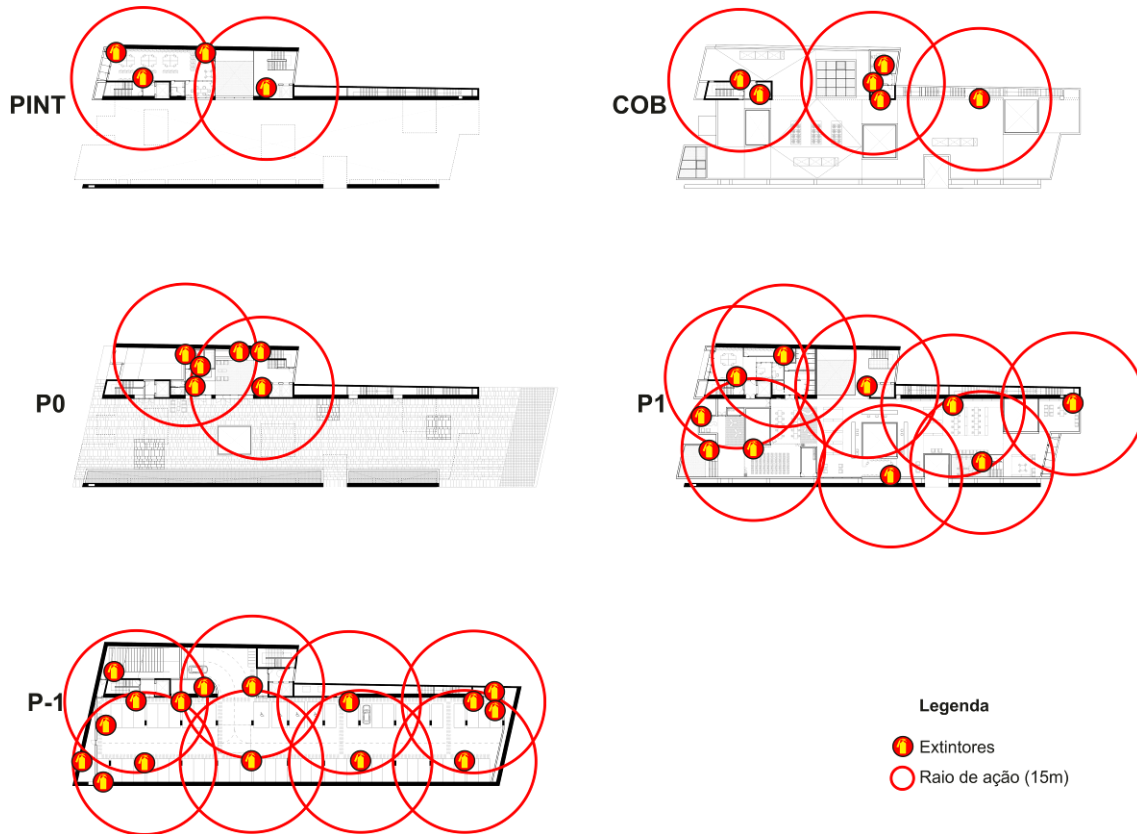 PINT
COB
P0
P1
P-1
Legenda
Extintores
Raio de ação (15m)